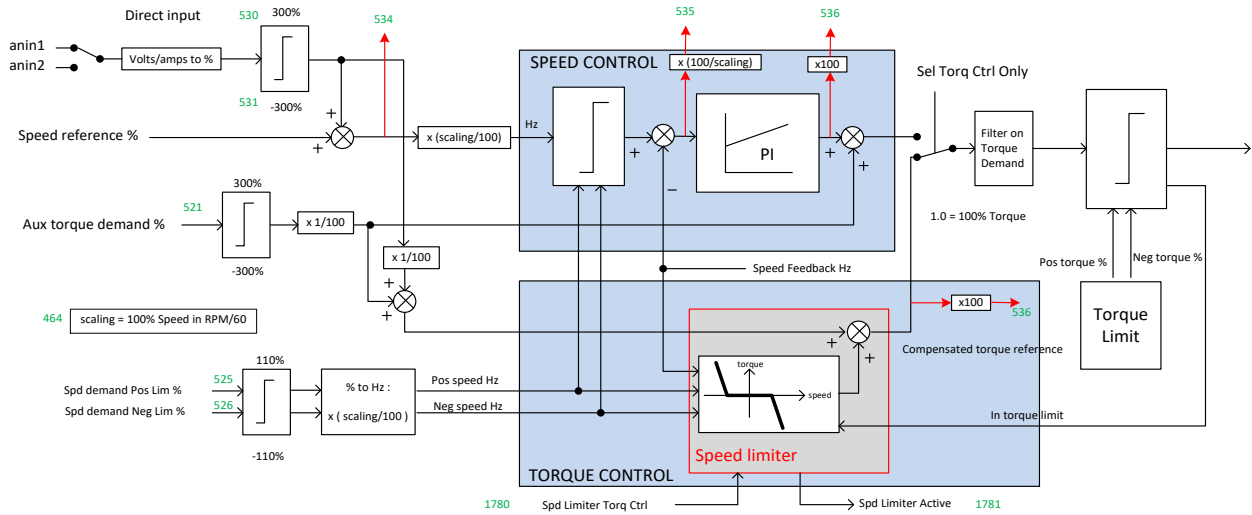 Direct input
530
300%
534
535
536
anin1
anin2
Volts/amps to %
531
-300%
SPEED CONTROL
x (100/scaling)
x100
Sel Torq Ctrl Only
Speed reference %
+
+
x (scaling/100)
Hz
+
−
PI
+
+
Filter on
Torque
Demand
300%
521
Aux torque demand %
x 1/100
-300%
x 1/100
1.0 = 100% Torque
Pos torque %
Neg torque %
Speed Feedback Hz
+
+
Torque
Limit
464
scaling = 100% Speed in RPM/60
x100
536
+
+
Compensated torque reference
110%
525
Spd demand Pos Lim %
526
Spd demand Neg Lim %
-110%
% to Hz :
x ( scaling/100 )
Pos speed Hz
Neg speed Hz
torque
speed
In torque limit
Speed limiter
TORQUE CONTROL
1780
Spd Limiter Torq Ctrl
Spd Limiter Active
1781